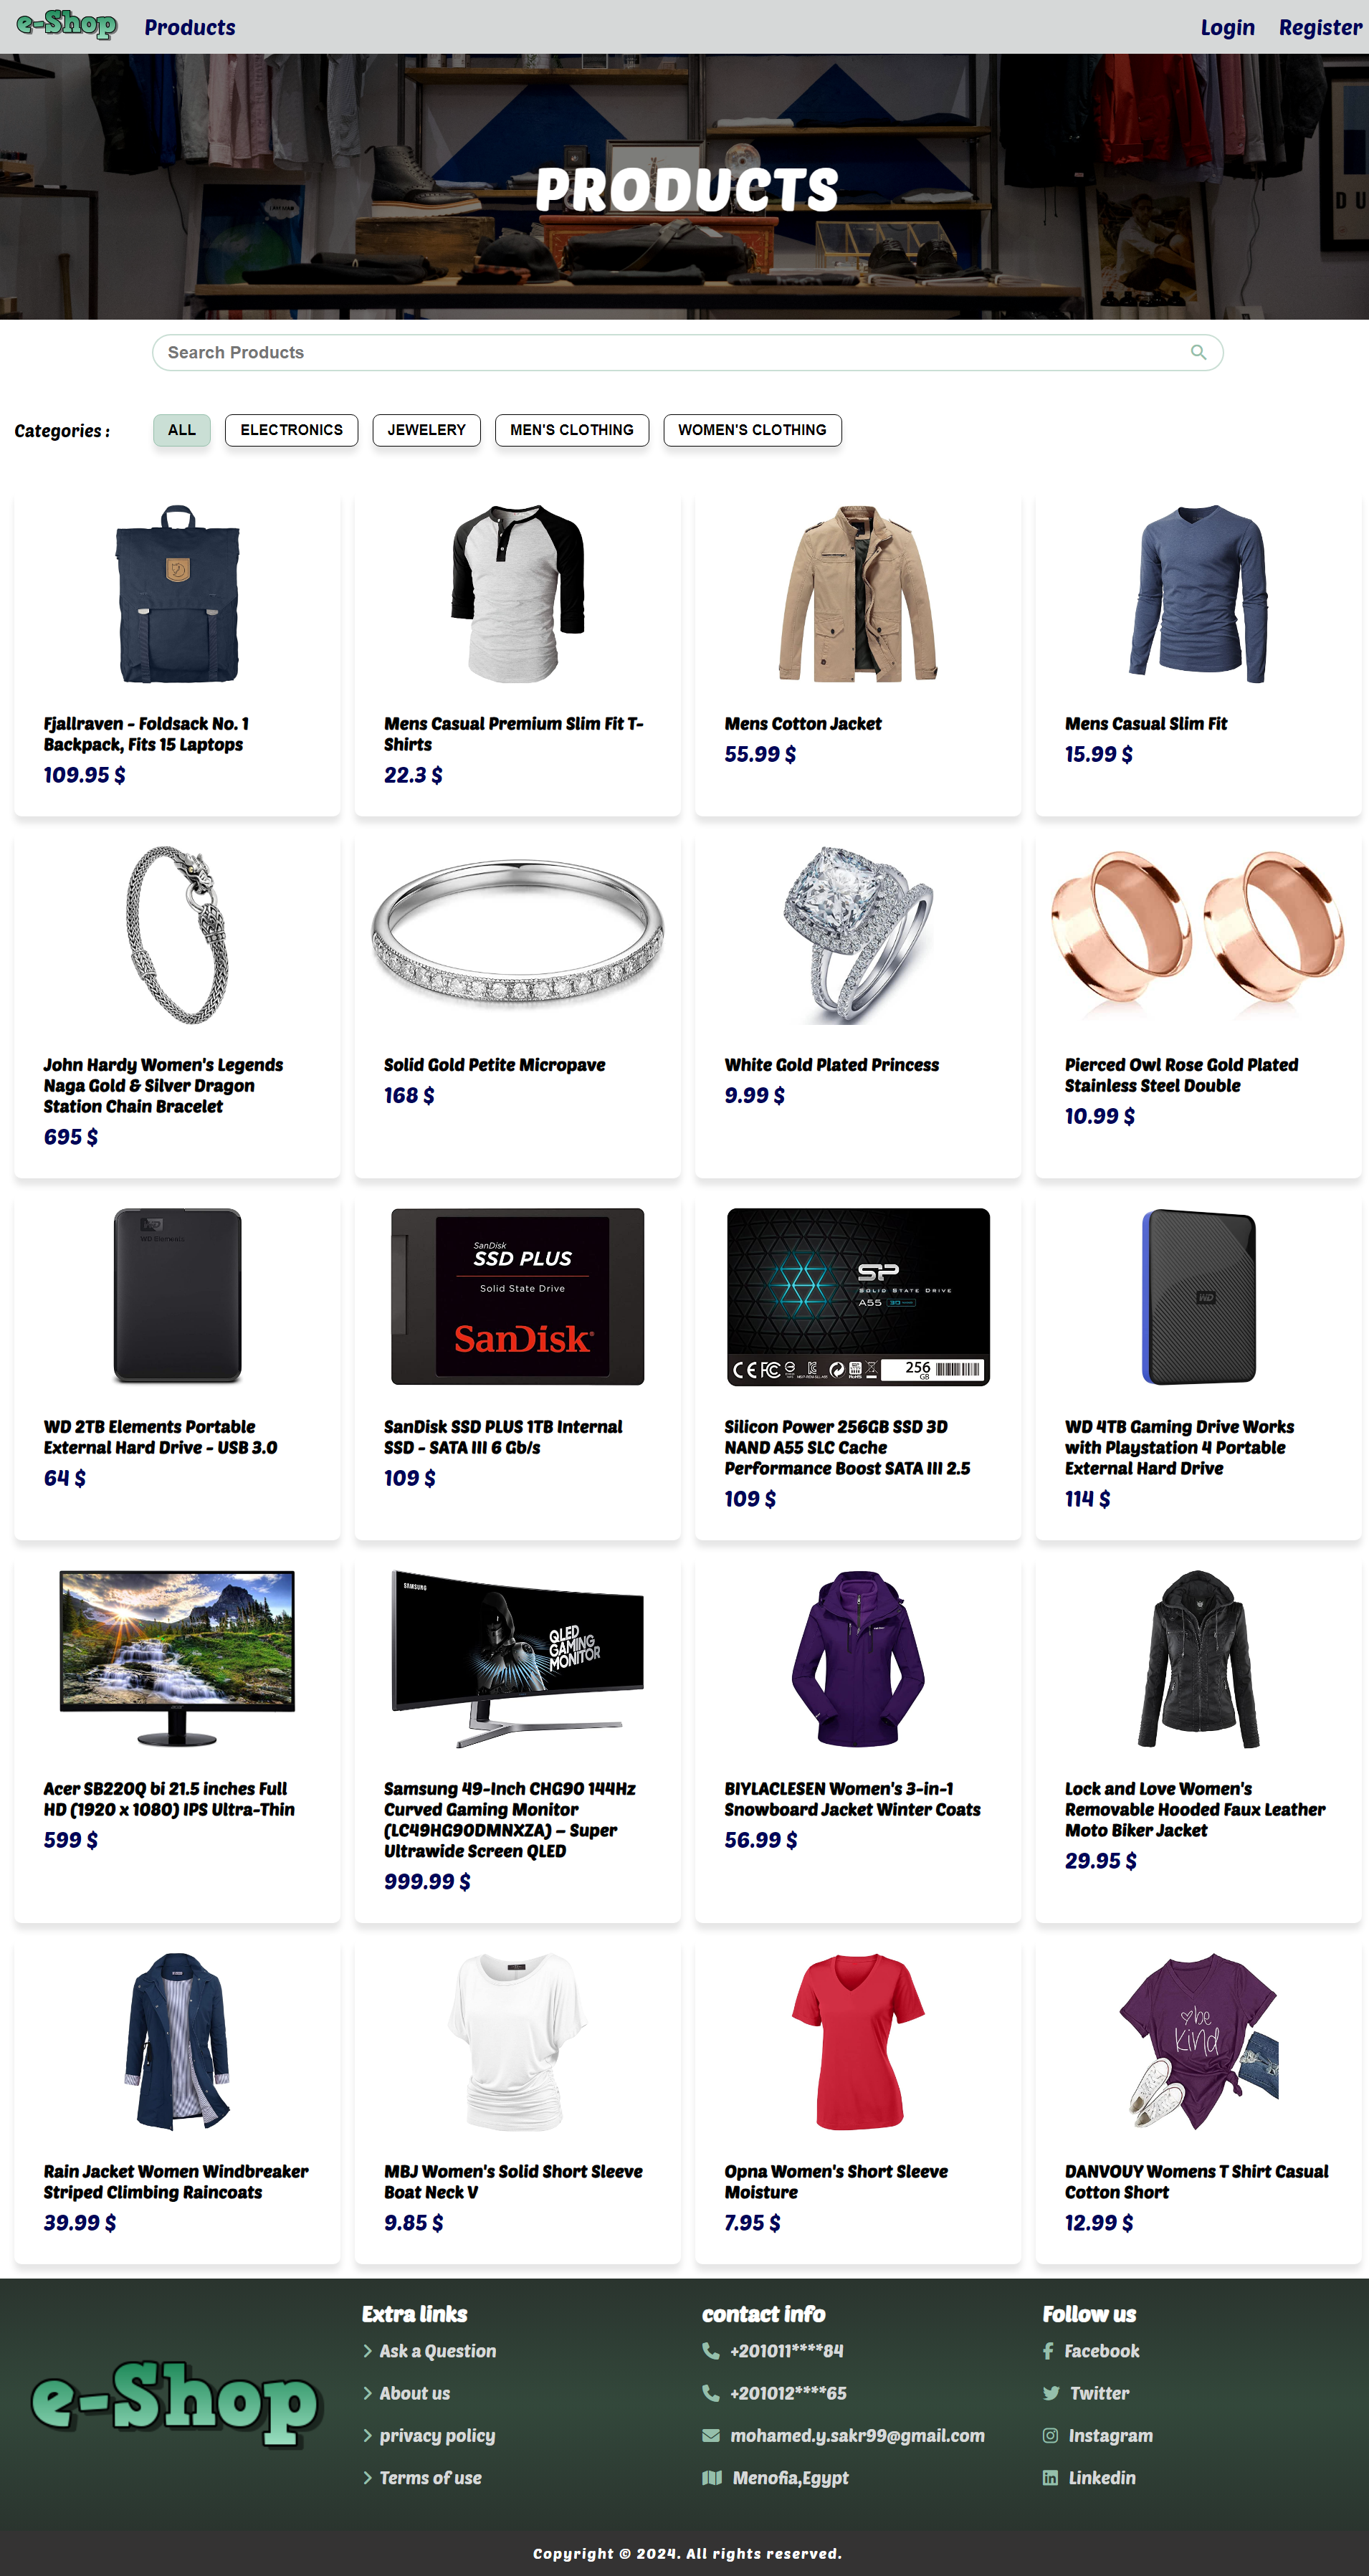 e-Shop
Products
Login
Register
DU
PRODUCTS
Search Products
Categories :
ALL
ELECTRONICS
JEWELERY
MEN'S CLOTHING
WOMEN'S CLOTHING
Fjallraven - Foldsack No. 1
Backpack, Fits 15 Laptops
109.95 $
Mens Casual Premium Slim Fit T-
Shirts
22.3 $
Mens Cotton Jacket
55.99 $
Mens Casual Slim Fit
15.99 $
John Hardy Women's Legends
Naga Gold & Silver Dragon
Station Chain Bracelet
695 $
Solid Gold Petite Micropave
168 $
White Gold Plated Princess
9.99 $
Pierced Owl Rose Gold Plated
Stainless Steel Double
10.99 $
WD
WD Elements
SanDisk
SSD PLUS
Solid State Drive
SanDisk
SP
SOLID STATE DRIVE
A55
CE FC
256
GB
WD
WD 2TB Elements Portable
External Hard Drive - USB 3.0
64 $
SanDisk SSD PLUS 1TB Internal
SSD - SATA III 6 Gb/s
109 $
Silicon Power 256GB SSD 3D
NAND A55 SLC Cache
Performance Boost SATA III 2.5
109 $
WD 4TB Gaming Drive Works
with Playstation 4 Portable
External Hard Drive
114 $
SAMSUNG
QLED
GAMING
MONITOR
Acer SB220Q bi 21.5 inches Full
HD (1920 x 1080) IPS Ultra-Thin
599 $
Samsung 49-Inch CHG90 144Hz
Curved Gaming Monitor
(LC49HG90DMNXZA) – Super
Ultrawide Screen QLED
999.99 $
BIYLACLESEN Women's 3-in-1
Snowboard Jacket Winter Coats
56.99 $
Lock and Love Women's
Removable Hooded Faux Leather
Moto Biker Jacket
29.95 $
be
kind
Rain Jacket Women Windbreaker
Striped Climbing Raincoats
39.99 $
MBJ Women's Solid Short Sleeve
Boat Neck V
9.85 $
Opna Women's Short Sleeve
Moisture
7.95 $
DANVOUY Womens T Shirt Casual
Cotton Short
12.99 $
e-Shop
Extra links
Ask a Question
About us
privacy policy
Terms of use
contact info
+201011****84
+201012****65
mohamed.y.sakr99@gmail.com
Menofia,Egypt
Follow us
Facebook
Twitter
Instagram
Linkedin
Copyright © 2024. All rights reserved.